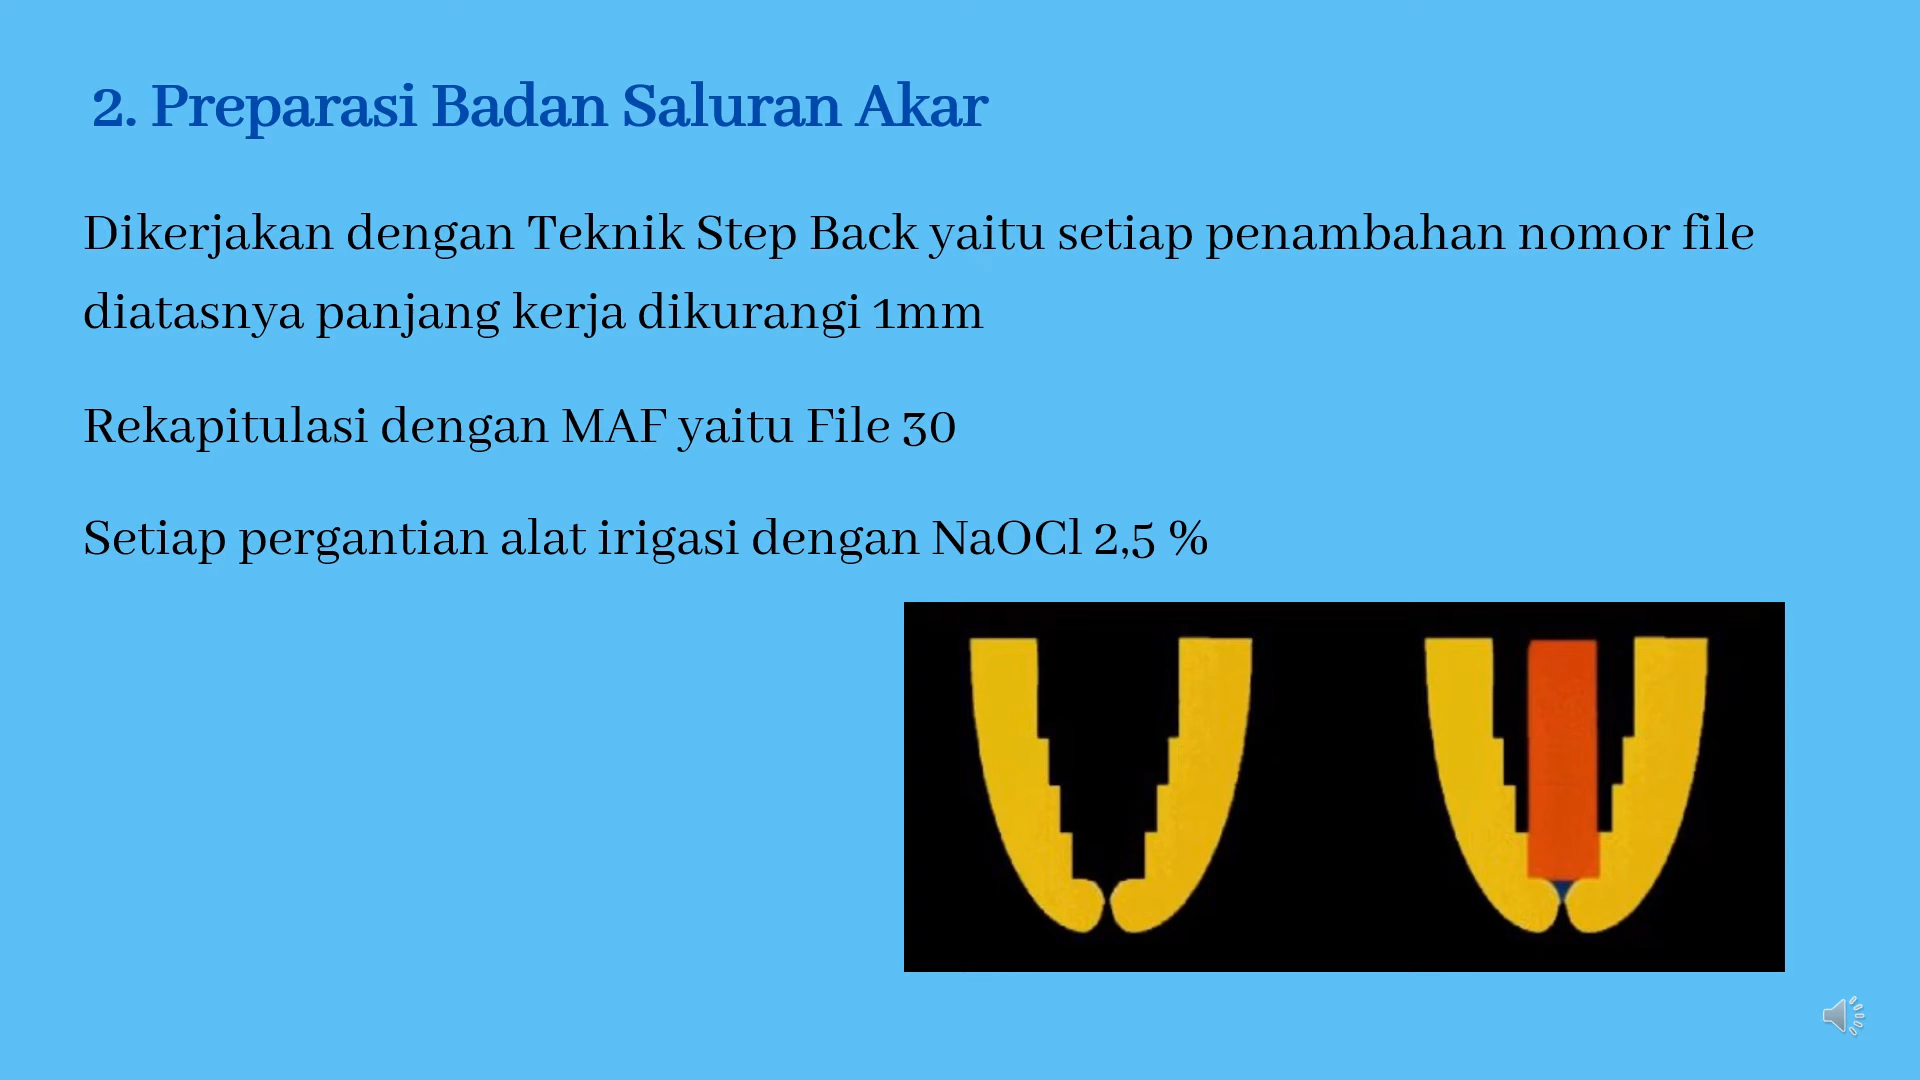 2. Preparasi Badan Saluran Akar
Dikerjakan dengan Teknik Step Back yaitu setiap penambahan nomor file
diatasnya panjang kerja dikurangi 1mm
Rekapitulasi dengan MAF yaitu File 30
Setiap pergantian alat irigasi dengan NaOCl 2,5 %